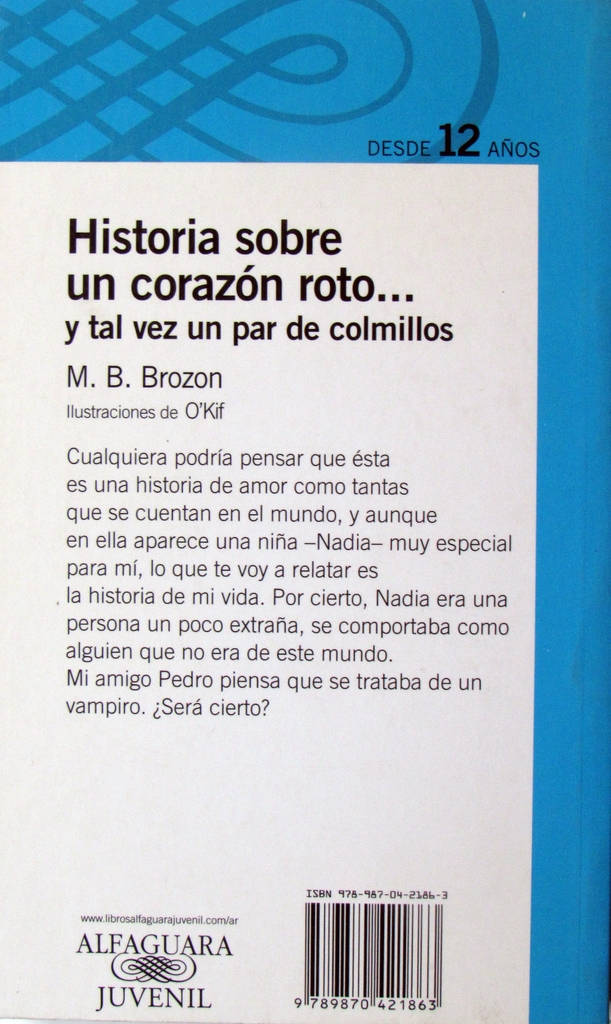 DESDE 12 AÑOS
Historia sobre
un corazón roto...
y tal vez un par de colmillos
M. B. Brozon
Ilustraciones de O'Kif
Cualquiera podría pensar que ésta
es una historia de amor como tantas
que se cuentan en el mundo, y aunque
en ella aparece una niña –Nadia– muy especial
para mí, lo que te voy a relatar es
la historia de mi vida. Por cierto, Nadia era una
persona un poco extraña, se comportaba como
alguien que no era de este mundo.
Mi amigo Pedro piensa que se trataba de un
vampiro. ¿Será cierto?
www.librosalfaguarajuvenil.com/ar
ALFAGUARA
JUVENIL
ISBN 978-987-04-2186-3
9 789870 421863